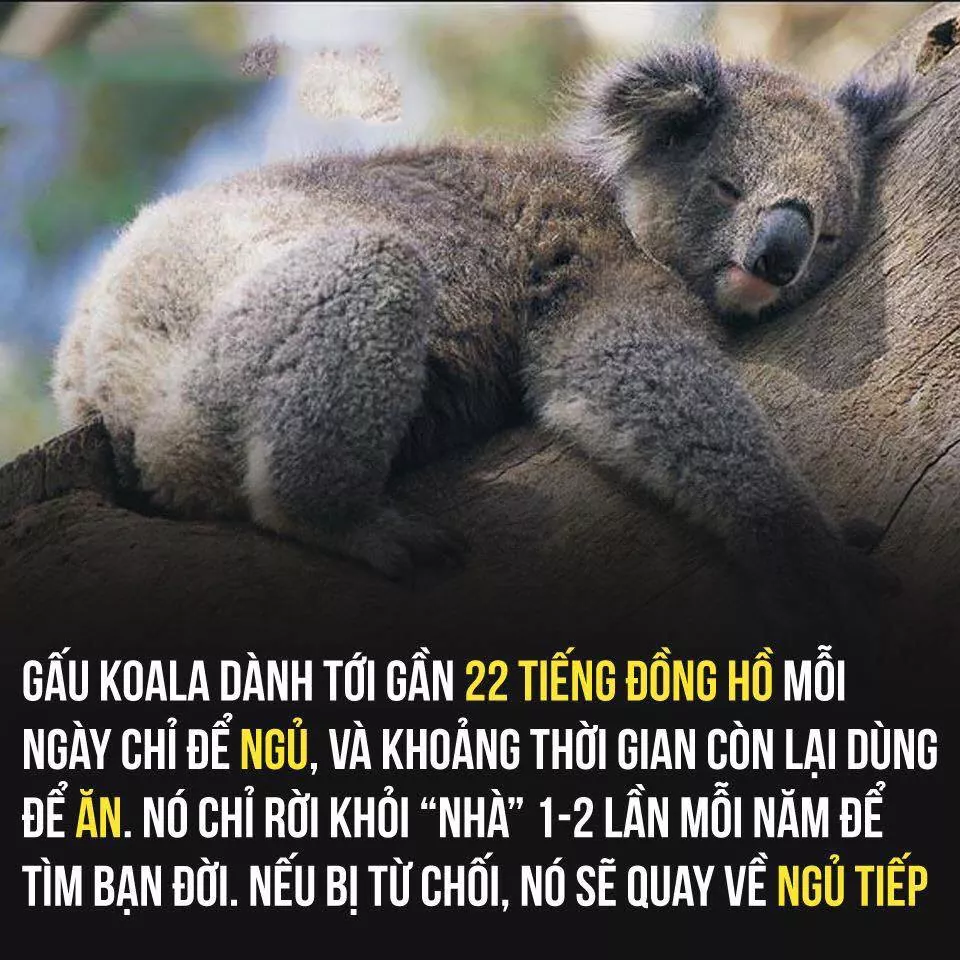 GẤU KOALA DÀNH TỚI GẦN 22 TIẾNG ĐỒNG HỒ MỖI
NGÀY CHỈ ĐỂ NGỦ, VÀ KHOẢNG THỜI GIAN CÒN LẠI DÙNG
ĐỂ ĂN. NÓ CHỈ RỜI KHỎI “NHÀ” 1-2 LẦN MỖI NĂM ĐỂ
TÌM BẠN ĐỜI. NẾU BỊ TỪ CHỐI, NÓ SẼ QUAY VỀ NGỦ TIẾP